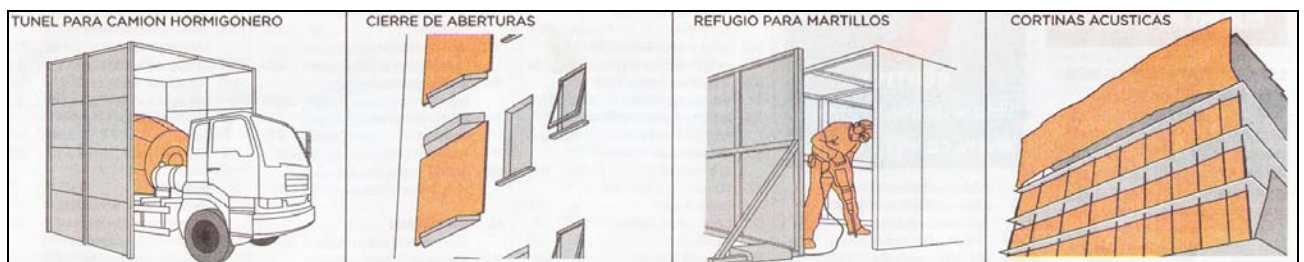 TUNEL PARA CAMION HORMIGONERO
CIERRE DE ABERTURAS
REFUGIO PARA MARTILLOS
CORTINAS ACUSTICAS